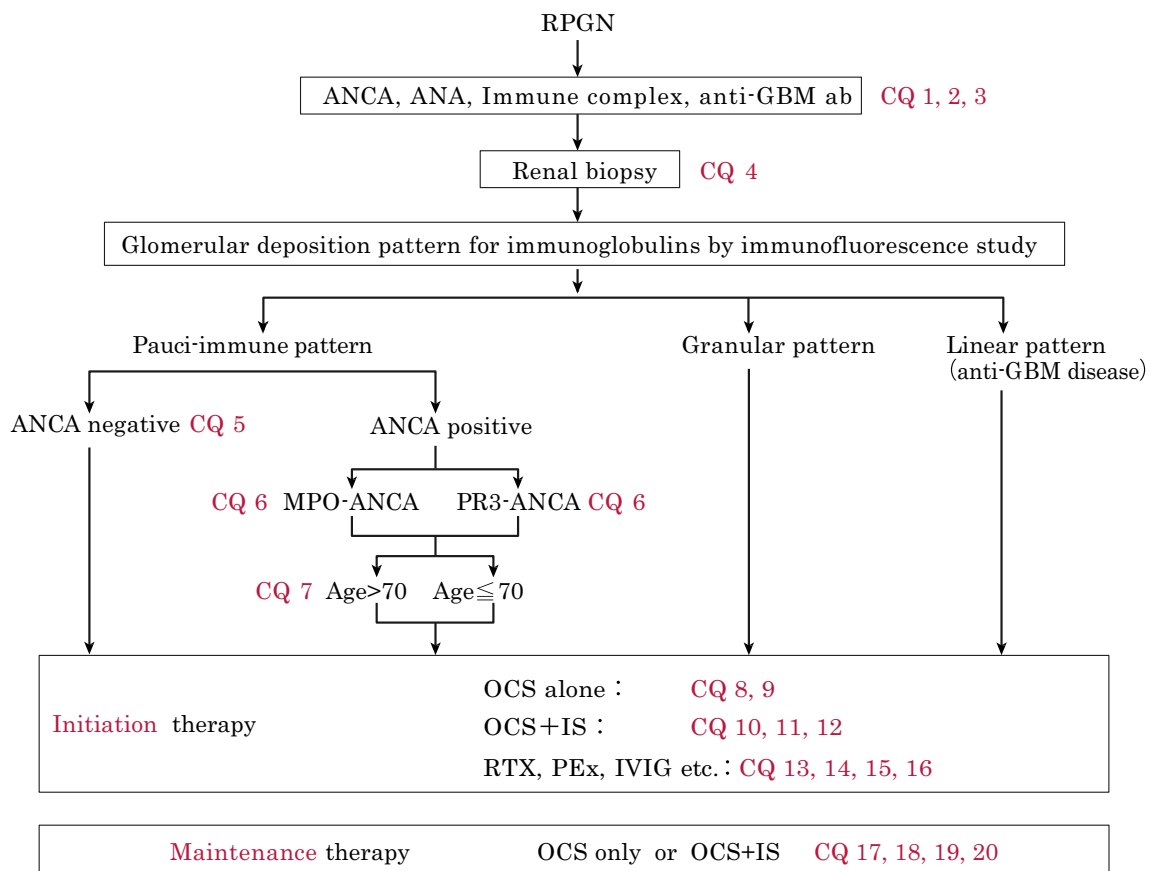 RPGN
ANCA, ANA, Immune complex, anti-GBM ab CQ 1, 2, 3
Renal biopsy CQ 4
Glomerular deposition pattern for immunoglobulins by immunofluorescence study
Pauci-immune pattern Granular pattern Linear pattern
(anti-GBM disease)
ANCA negative CQ 5 ANCA positive
CQ 6 MPO-ANCA PR3-ANCA CQ 6
CQ 7 Age>70 Age≦70
OCS alone： CQ 8, 9
Initiation therapy OCS＋IS： CQ 10, 11, 12
RTX, PEx, IVIG etc.：CQ 13, 14, 15, 16
Maintenance therapy OCS only or OCS+IS CQ 17, 18, 19, 20